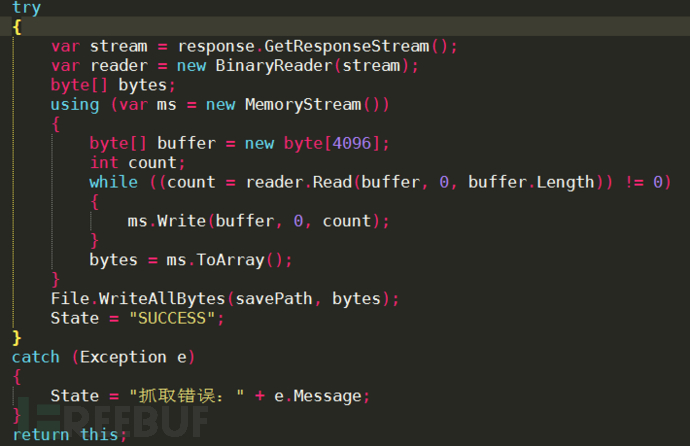 try
{
var stream = response.GetResponseStream();
var reader = new BinaryReader(stream);
byte[] bytes;
using (var ms = new MemoryStream())
{
byte[] buffer = new byte[4096];
int count;
while ((count = reader.Read(buffer, 0, buffer.Length)) != 0)
{
ms.Write(buffer, 0, count);
}
bytes = ms.ToArray();
}
File.WriteAllBytes(savePath, bytes);
State = "SUCCESS";
}
catch (Exception e)
{
State = "抓取错误：" + e.Message;
}
return this;
REEBUF